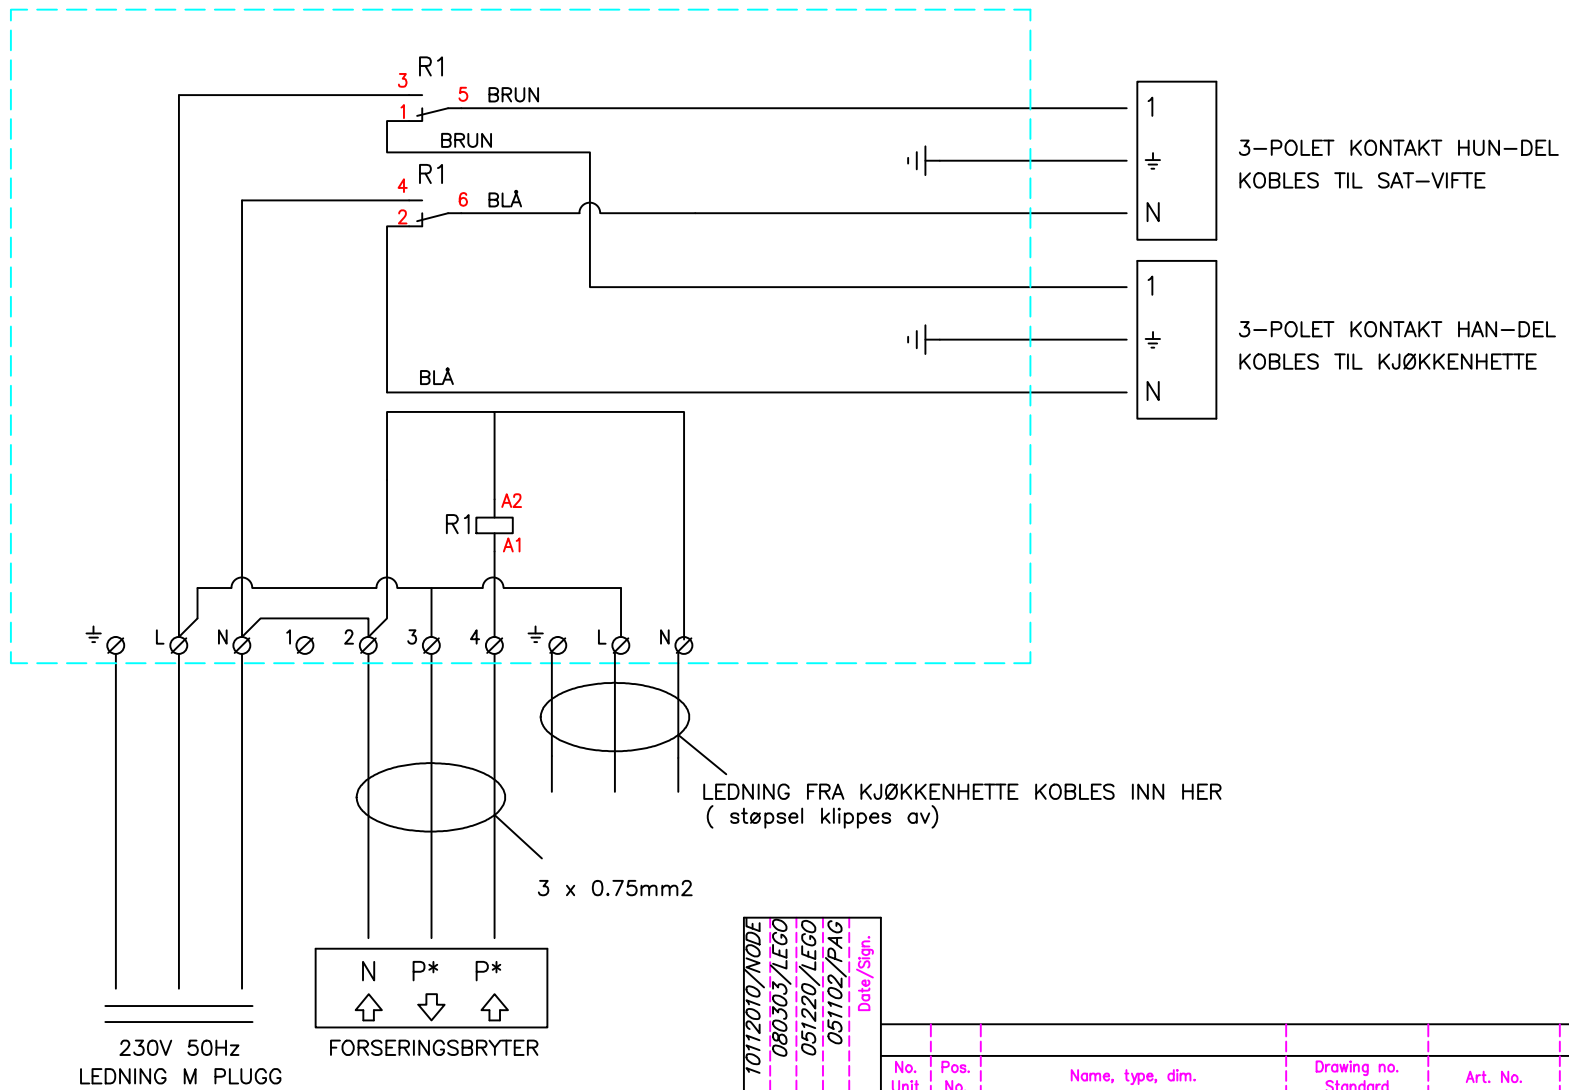 R1
3
5 BRUN
1
BRUN
R1
4
6 BLÅ
2
BLÅ
1
N
3-POLET KONTAKT HUN-DEL
KOBLES TIL SAT-VIFTE
1
N
3-POLET KONTAKT HAN-DEL
KOBLES TIL KJØKKENHETTE
A2
R1
A1
L N 1 2 3 4 L N
LEDNING FRA KJØKKENHETTE KOBLES INN HER
( støpsel klippes av)
3 x 0.75mm2
N P* P*
FORSERINGSBRYTER
230V 50Hz
LEDNING M PLUGG
10112010/NODE
080303/LEGO
051220/LEGO
051102/PAG
Date/Sign.
No.
Unit
Pos.
No.
Name, type, dim.
Drawing no.
Standard
Art. No.